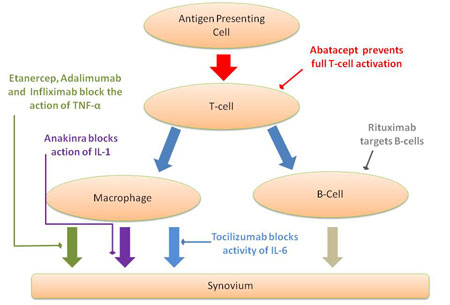 Antigen Presenting
Cell
Abatacept prevents
full T-cell activation
Etanercep, Adalimumab
and Infliximab block the
action of TNF-α
T-cell
Anakinra blocks
action of IL-1
Rituximab
targets B-cells
Macrophage
B-Cell
Tocilizumab blocks
activity of IL-6
Synovium